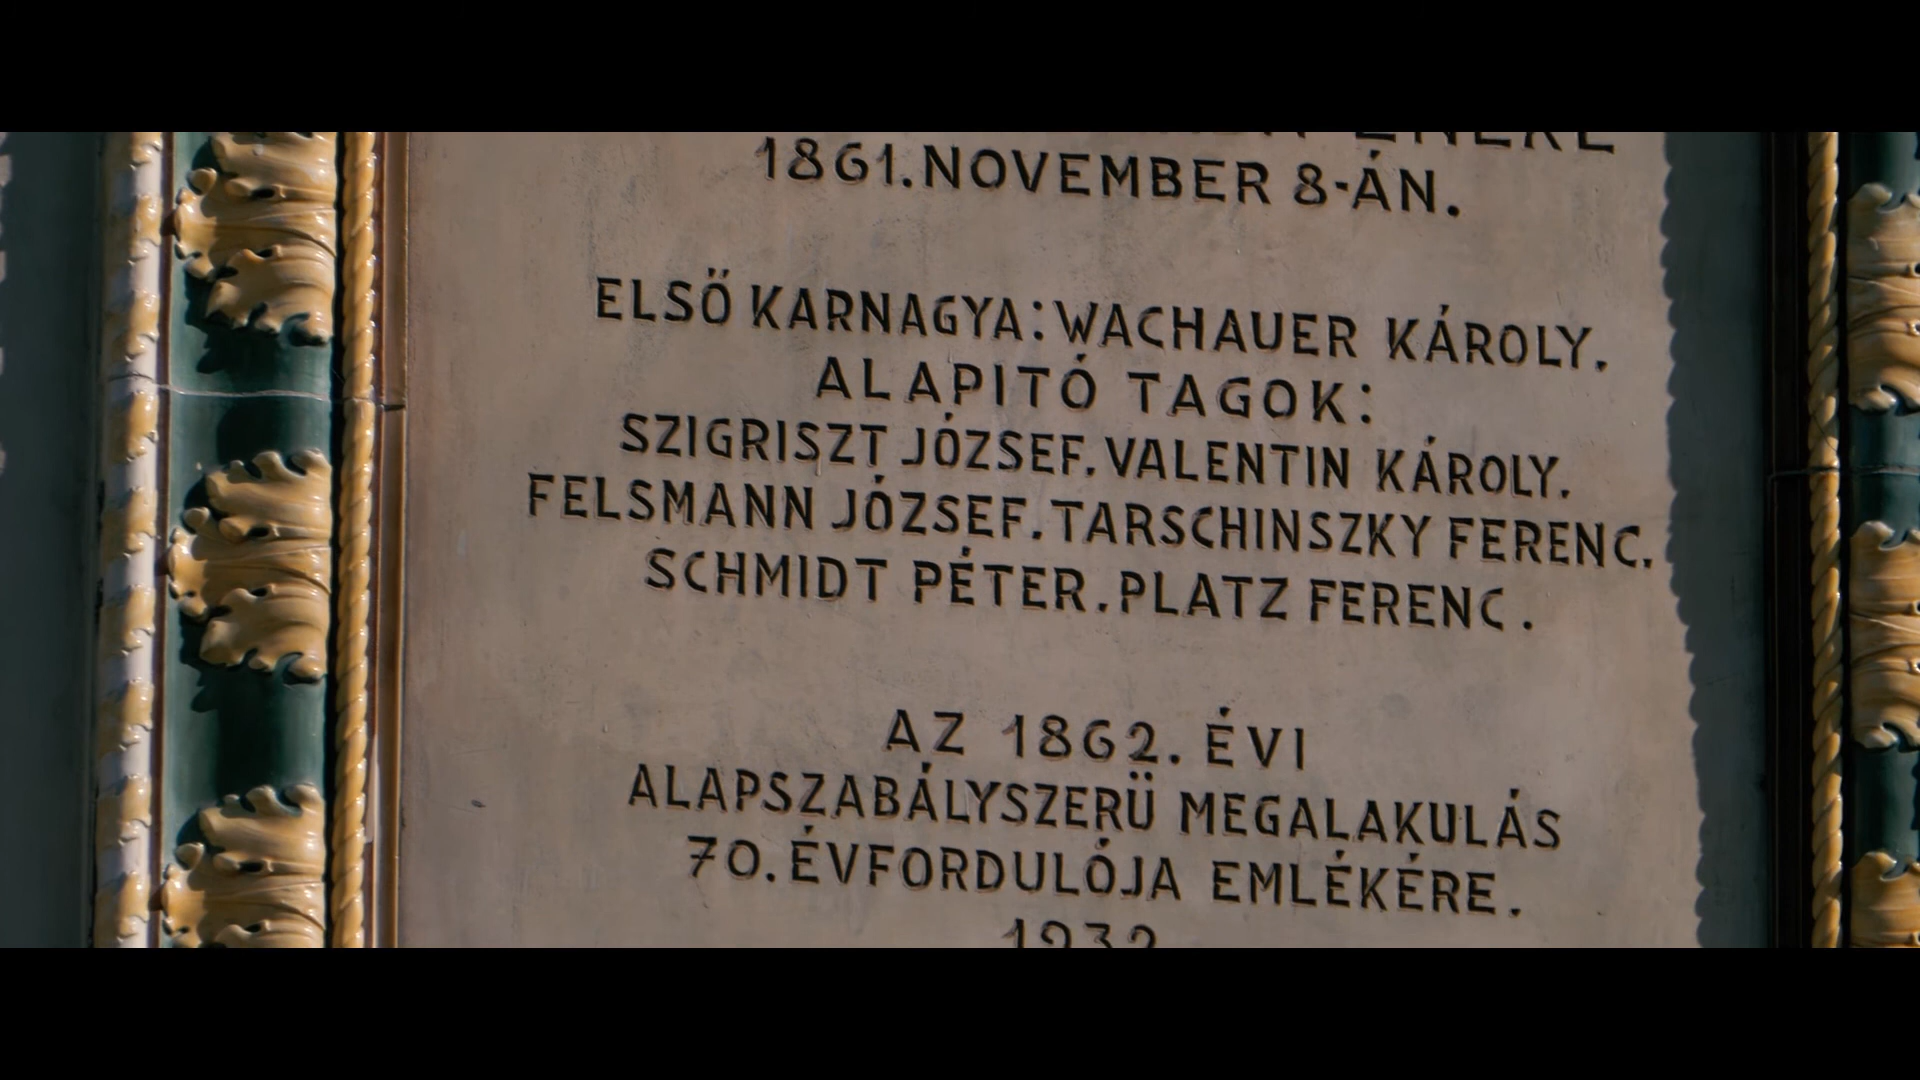 1861.NOVEMBER 8-ÁN.
ELSÖ KARNAGYA: WACHAUER KÁROLY.
ALAPITÓ TAGOK:
SZIGRISZT JÓZSEF. VALENTIN KÁROLY.
FELSMANN JÓZSEF. TARSCHINSZKY FERENC.
SCHMIDT PÉTER. PLATZ FERENC.
AZ 1862. ÉVI
ALAPSZABÁLYSZERÜ MEGALAKULÁS
70. ÉVFORDULÓJA EMLÉKÉRE.
1932